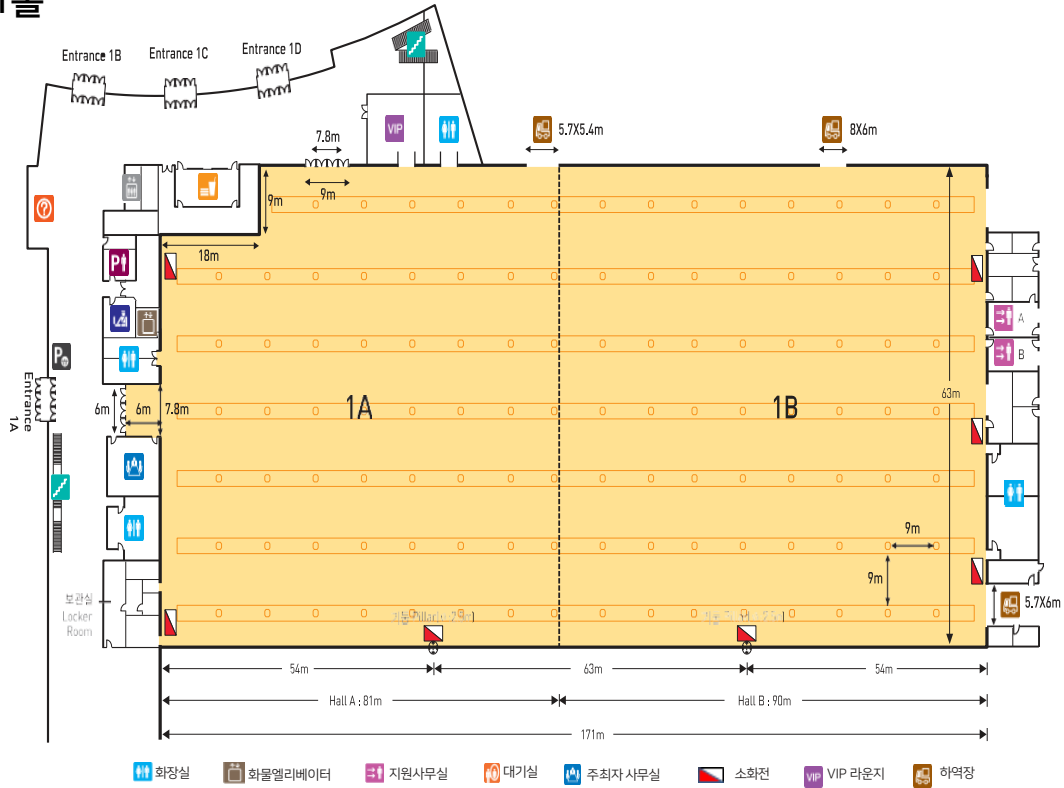 Entrance 1B
Entrance 1C
Entrance 1D
VIP
5.7X5.4m
8X6m
7.8m
9m
9m
18m
P
A
B
P
Entrance 1A
6m
6m
7.8m
1A
1B
63m
9m
9m
보관실
Locker
Room
5.7X6m
54m
63m
54m
Hall A : 81m
Hall B : 90m
171m
화장실
화물엘리베이터
지원사무실
대기실
주최자 사무실
소화전
VIP
VIP 라운지
하역장